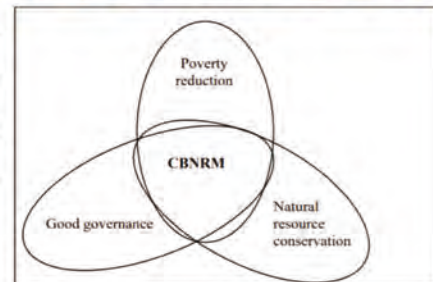 Poverty
reduction
CBNRM
Good governance
Natural
resource
conservation